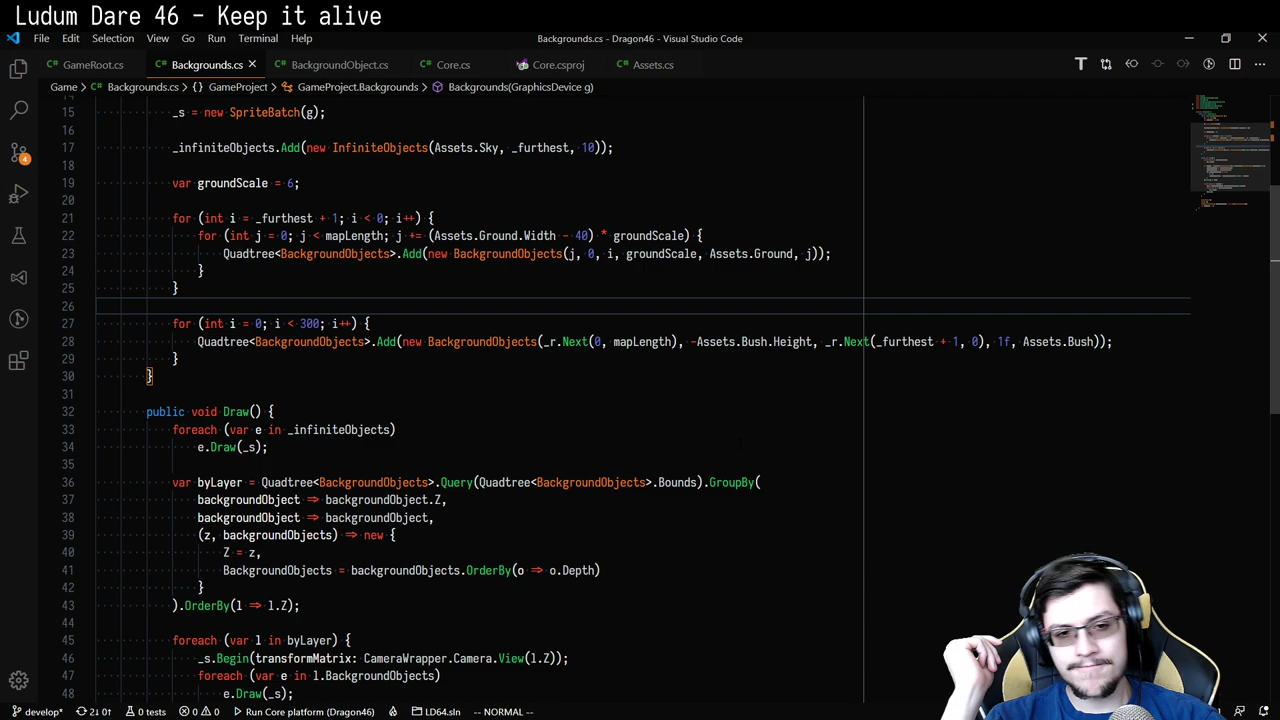 Ludum Dare 46 - Keep it alive
File Edit Selection View Go Run Terminal Help
Backgrounds.cs - Dragon46 - Visual Studio Code
GameRoot.cs Backgrounds.cs BackgroundObject.cs Core.cs Core.csproj Assets.cs
Game > Backgrounds.cs > {} GameProject > GameProject.Backgrounds > Backgrounds(GraphicsDevice g)
15 _s = new SpriteBatch(g);
16
17 _infiniteObjects.Add(new InfiniteObjects(Assets.Sky, _furthest, 10));
18
19 var groundScale = 6;
20
21 for (int i = _furthest + 1; i < 0; i++) {
22 for (int j = 0; j < mapLength; j += (Assets.Ground.Width - 40) * groundScale) {
23 Quadtree<BackgroundObjects>.Add(new BackgroundObjects(j, 0, i, groundScale, Assets.Ground, j));
24 }
25 }
26
27 for (int i = 0; i < 300; i++) {
28 Quadtree<BackgroundObjects>.Add(new BackgroundObjects(_r.Next(0, mapLength), -Assets.Bush.Height, _r.Next(_furthest + 1, 0), 1f, Assets.Bush));
29 }
30 }
31
32 public void Draw() {
33 foreach (var e in _infiniteObjects)
34 e.Draw(_s);
35
36 var byLayer = Quadtree<BackgroundObjects>.Query(Quadtree<BackgroundObjects>.Bounds).GroupBy(
37 backgroundObject => backgroundObject.Z,
38 backgroundObject => backgroundObject,
39 (z, backgroundObjects) => new {
40 Z = z,
41 BackgroundObjects = backgroundObjects.OrderBy(o => o.Depth)
42 }
43 ).OrderBy(l => l.Z);
44
45 foreach (var l in byLayer) {
46 _s.Begin(transformMatrix: CameraWrapper.Camera.View(l.Z));
47 foreach (var e in l.BackgroundObjects)
48 e.Draw(_s);
4
develop* 2↓ 0↑ 0 tests 0 0 Run Core platform (Dragon46) LD64.sln -- NORMAL --